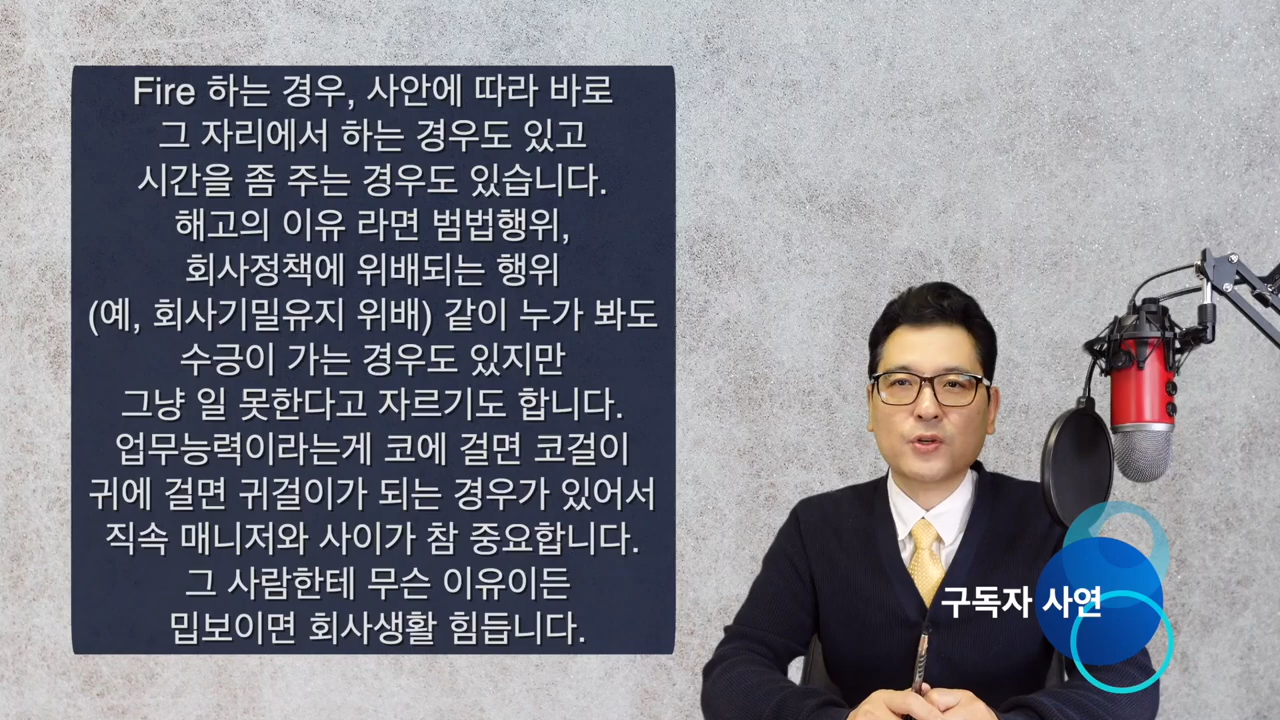 Fire 하는 경우, 사안에 따라 바로
그 자리에서 하는 경우도 있고
시간을 좀 주는 경우도 있습니다.
해고의 이유 라면 범법행위,
회사정책에 위배되는 행위
(예, 회사기밀유지 위배) 같이 누가 봐도
수긍이 가는 경우도 있지만
그냥 일 못한다고 자르기도 합니다.
업무능력이라는게 코에 걸면 코걸이
귀에 걸면 귀걸이가 되는 경우가 있어서
직속 매니저와 사이가 참 중요합니다.
그 사람한테 무슨 이유이든
밉보이면 회사생활 힘듭니다.
구독자 사연